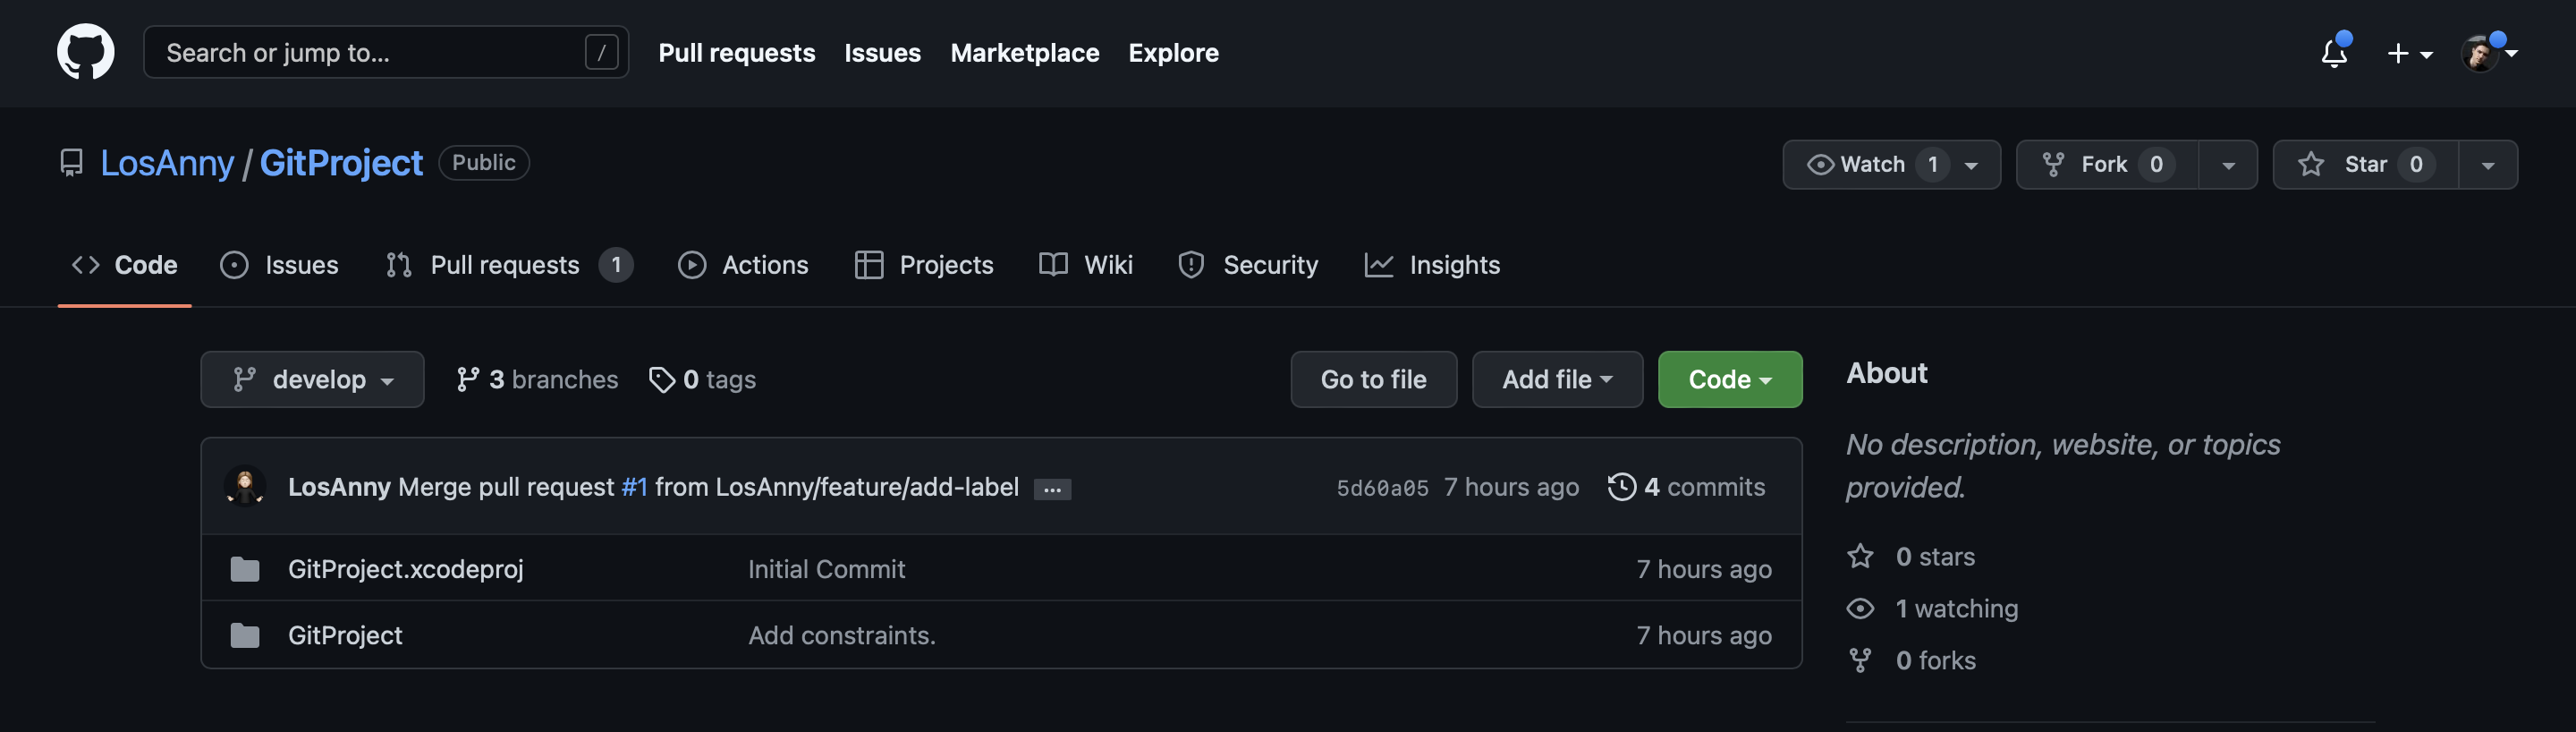 Search or jump to... / Pull requests Issues Marketplace Explore
LosAnny / GitProject Public Watch 1 Fork 0 Star 0
Code Issues Pull requests 1 Actions Projects Wiki Security Insights
develop 3 branches 0 tags Go to file Add file Code About
No description, website, or topics
provided.
LosAnny Merge pull request #1 from LosAnny/feature/add-label ... 5d60a05 7 hours ago 4 commits
0 stars
GitProject.xcodeproj Initial Commit 7 hours ago
1 watching
GitProject Add constraints. 7 hours ago
0 forks